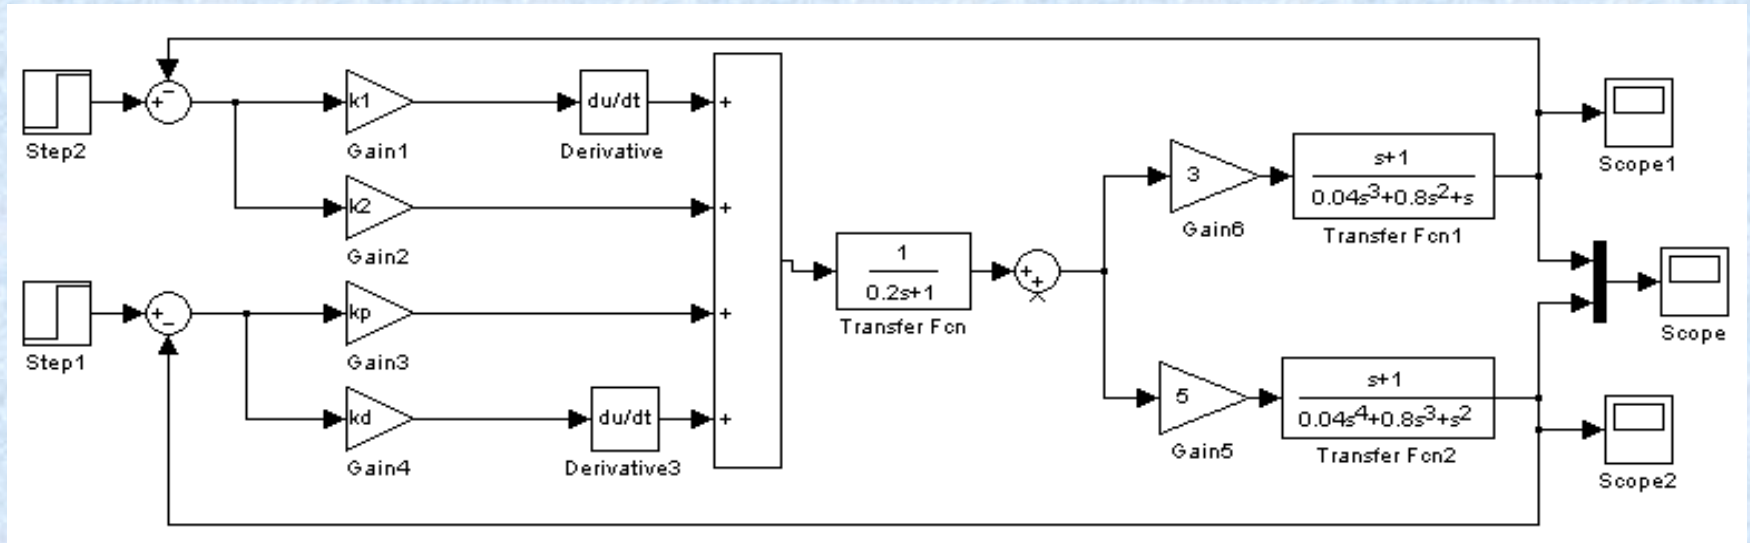 +
−
Step2
k1
Gain1
du/dt
Derivative
+
k2
Gain2
+
+
−
Step1
kp
Gain3
+
kd
Gain4
du/dt
Derivative3
+
1
0.2s+1
Transfer Fcn
+
+
3
Gain6
s+1
0.04s³+0.8s²+s
Transfer Fcn1
5
Gain5
s+1
0.04s⁴+0.8s³+s²
Transfer Fcn2
Scope1
Scope
Scope2